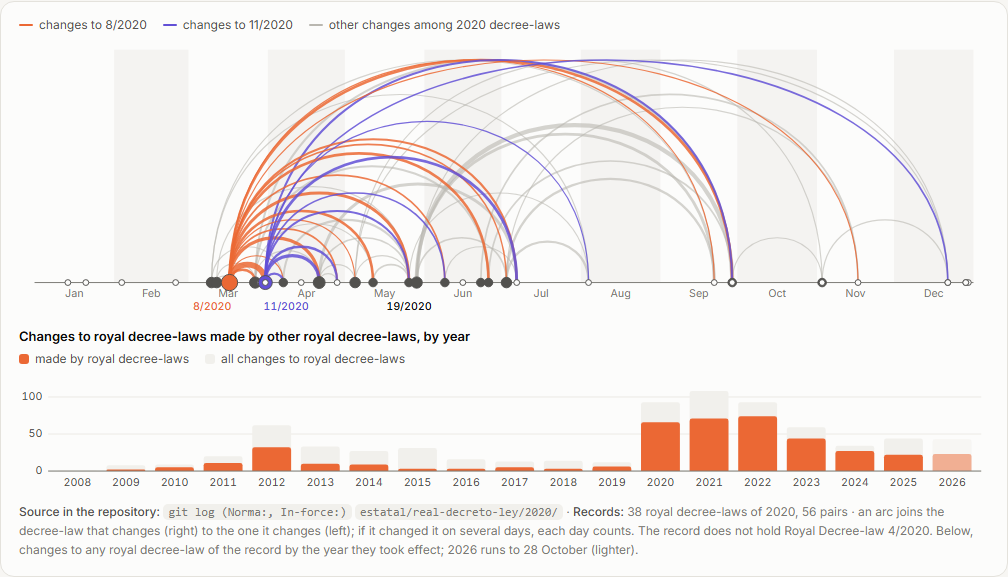 changes to 8/2020 changes to 11/2020 other changes among 2020 decree-laws
Jan Feb Mar Apr May Jun Jul Aug Sep Oct Nov Dec
8/2020 11/2020 19/2020
Changes to royal decree-laws made by other royal decree-laws, by year
made by royal decree-laws all changes to royal decree-laws
100
50
0
2008 2009 2010 2011 2012 2013 2014 2015 2016 2017 2018 2019 2020 2021 2022 2023 2024 2025 2026
Source in the repository: git log (Norma:, In-force:) estatal/real-decreto-ley/2020/ · Records: 38 royal decree-laws of 2020, 56 pairs · an arc joins the
decree-law that changes (right) to the one it changes (left); if it changed it on several days, each day counts. The record does not hold Royal Decree-law 4/2020. Below,
changes to any royal decree-law of the record by the year they took effect; 2026 runs to 28 October (lighter).